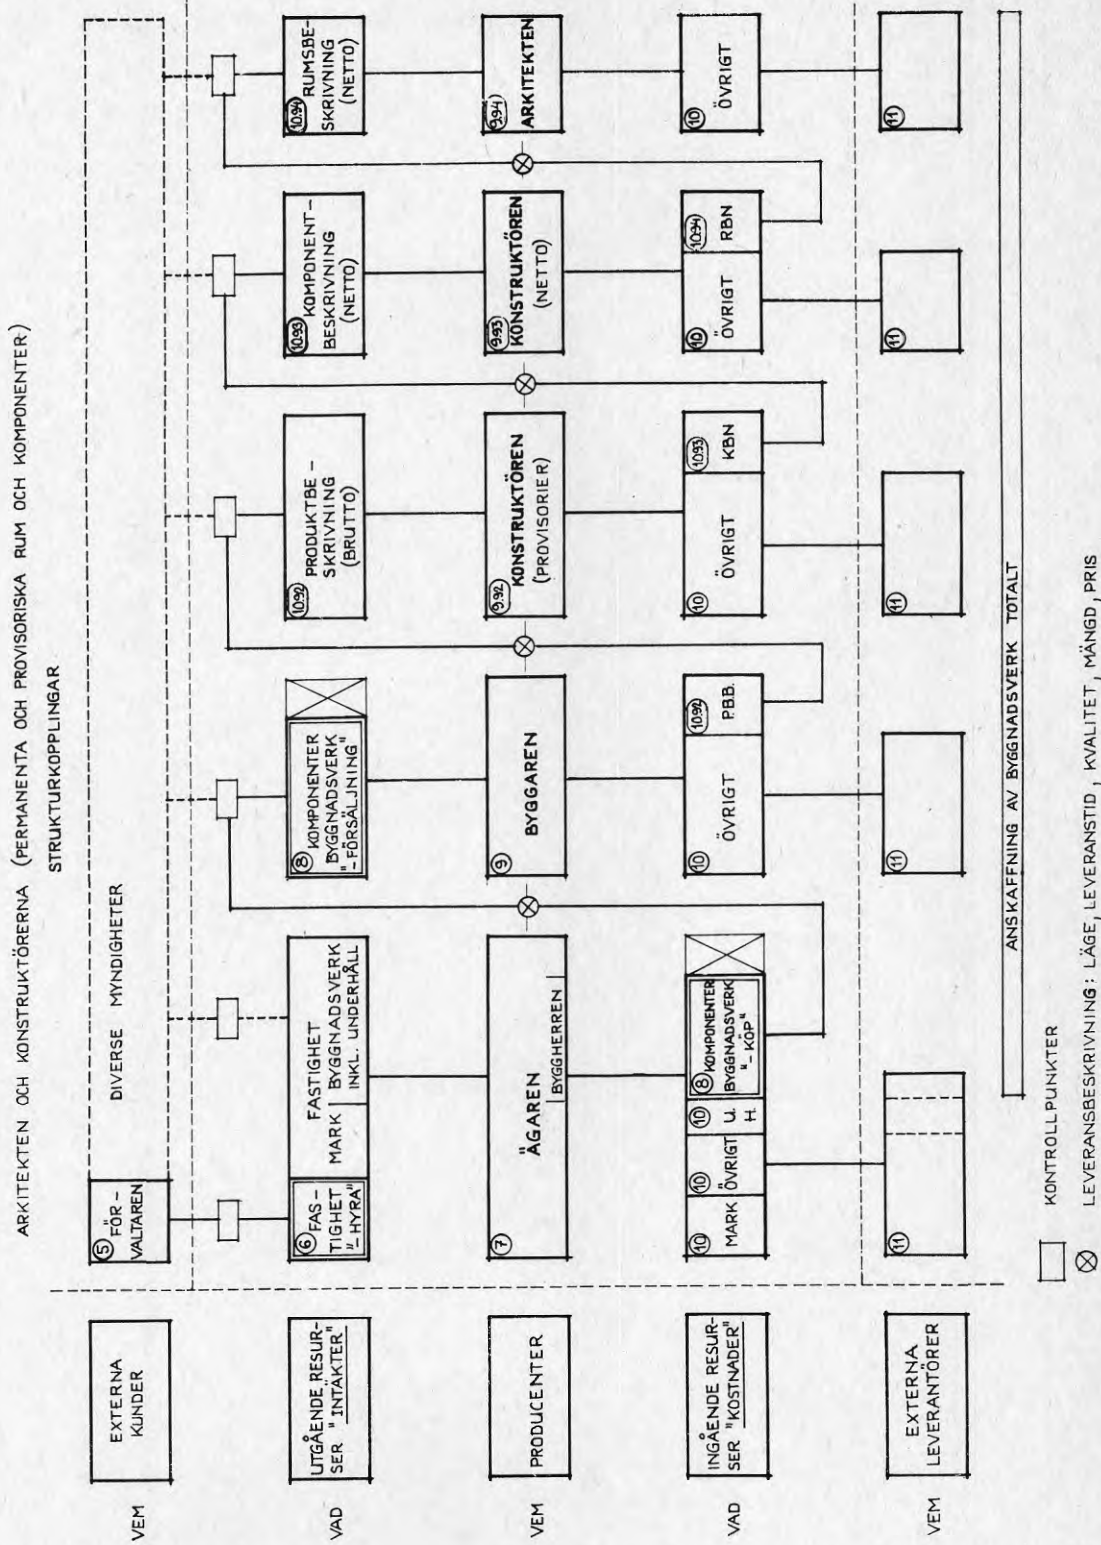 ARKITEKTEN OCH KONSTRUKTÖRERNA (PERMANENTA OCH PROVISORISKA RUM OCH KOMPONENTER)
STRUKTURKOPPLINGAR
VEM
EXTERNA
KUNDER
5 FÖR-
VALTAREN
DIVERSE MYNDIGHETER
VAD
UTGÅENDE RESUR-
SER "INTÄKTER"
6 FAS-
TIGHET
"-HYRA"
FASTIGHET
MARK
BYGGNADSVERK
INKL. UNDERHÅLL
8 KOMPONENTER
BYGGNADSVERK
"-FÖRSÄLJNING"
10.92 PRODUKTBE-
SKRIVNING
(BRUTTO)
10.93 KOMPONENT-
BESKRIVNING
(NETTO)
10.94 RUMSBE-
SKRIVNING
(NETTO)
VEM
PRODUCENTER
7
ÄGAREN
BYGGHERREN
9
BYGGAREN
9.92 KONSTRUKTÖREN
(PROVISORIER)
9.93 KONSTRUKTÖREN
(NETTO)
9.94
ARKITEKTEN
VAD
INGÅENDE RESUR-
SER "KOSTNADER"
10
MARK
10
ÖVRIGT
10
U.
H.
8 KOMPONENTER
BYGGNADSVERK
"-KÖP"
10
ÖVRIGT
10.92
P.B.B.
10
ÖVRIGT
10.93
KBN
10
ÖVRIGT
10.94
RBN
10
ÖVRIGT
VEM
EXTERNA
LEVERANTÖRER
11
11
11
11
11
ANSKAFFNING AV BYGGNADSVERK TOTALT
KONTROLLPUNKTER
LEVERANSBESKRIVNING: LÄGE, LEVERANSTID, KVALITET, MÄNGD, PRIS